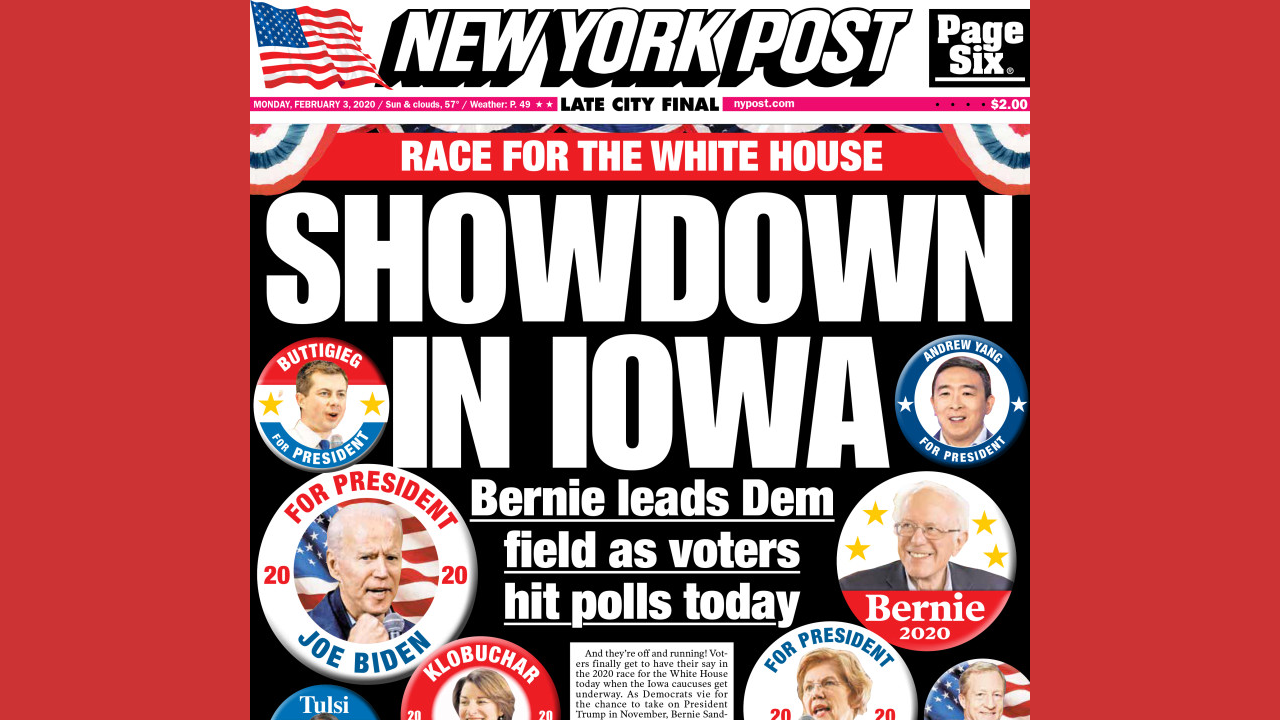 NEW YORK POST
Page
Six®
MONDAY, FEBRUARY 3, 2020 / Sun & clouds, 57° / Weather: P. 49 ★ ★
LATE CITY FINAL
nypost.com
$2.00
RACE FOR THE WHITE HOUSE
SHOWDOWN
IN IOWA
BUTTIGIEG
FOR PRESIDENT
ANDREW YANG
FOR PRESIDENT
Bernie leads Dem
field as voters
hit polls today
FOR PRESIDENT
20 20
JOE BIDEN
Bernie
2020
KLOBUCHAR
20 20
Tulsi
And they're off and running! Vot-
ers finally get to have their say in
the 2020 race for the White House
today when the Iowa caucuses get
underway. As Democrats vie for
the chance to take on President
Trump in November, Bernie Sand-
FOR PRESIDENT
20 20